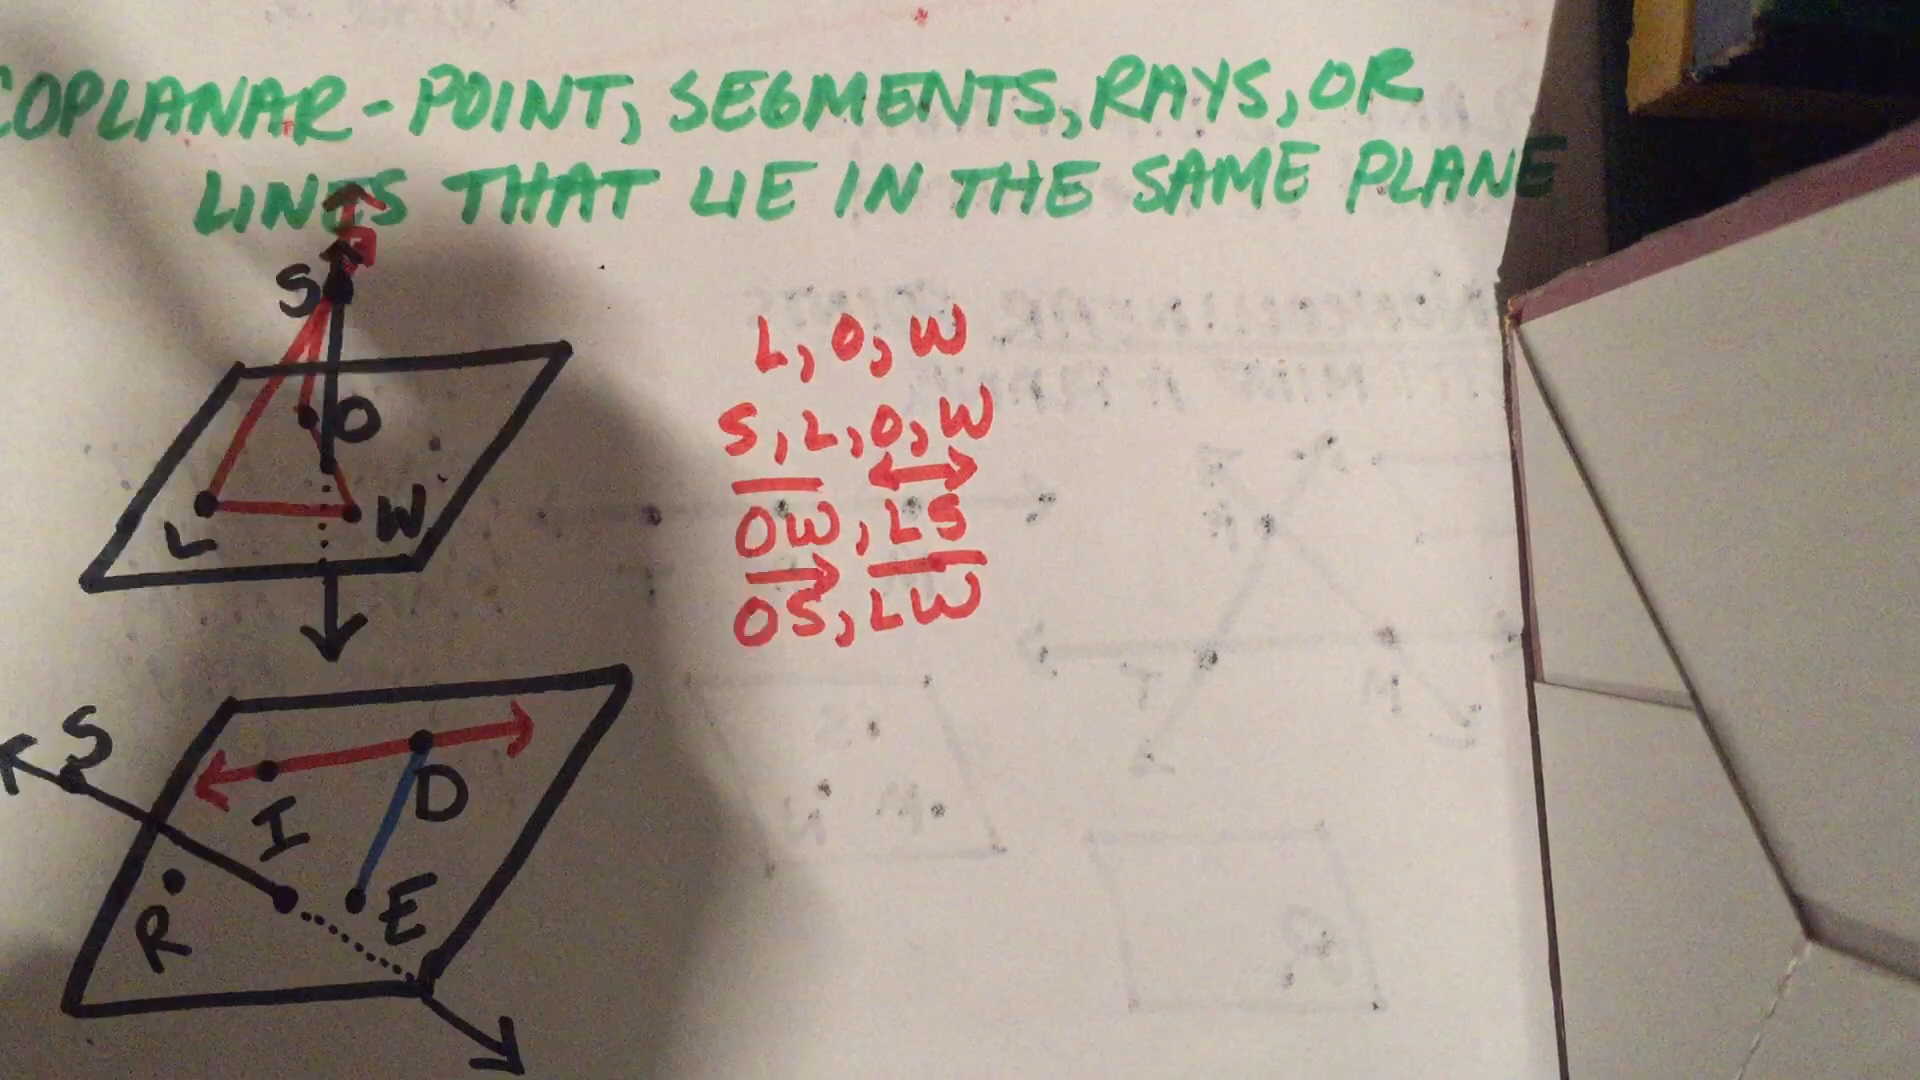 COPLANAR - POINT, SEGMENTS, RAYS, OR
LINES THAT LIE IN THE SAME PLANE
S
O
L
W
L, O, W
S, L, O, W
OW, LS
OS, LW
S
I
D
R
E